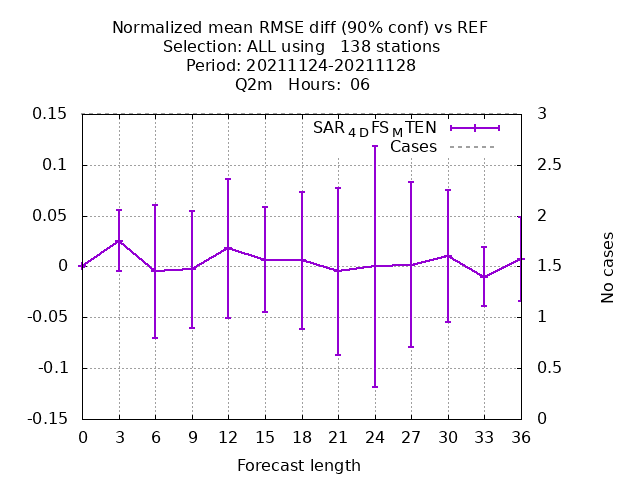 Normalized mean RMSE diff (90% conf) vs REF
Selection: ALL using   138 stations
Period: 20211124-20211128
Q2m   Hours:  06
SAR4DFSMTEN
Cases
0.15
0.1
0.05
0
-0.05
-0.1
-0.15
3
2.5
2
1.5
1
0.5
0
No cases
0 3 6 9 12 15 18 21 24 27 30 33 36
Forecast length